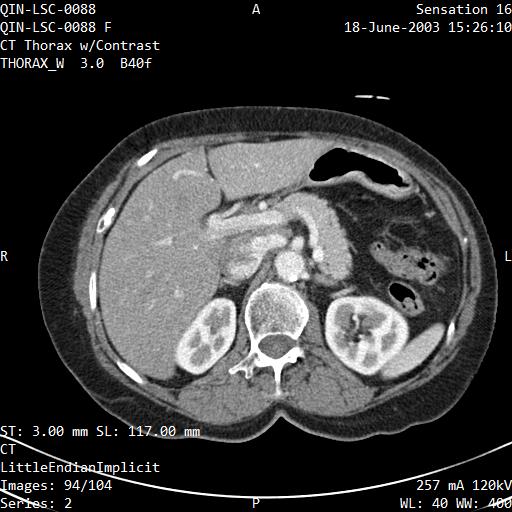 QIN-LSC-0088
A
Sensation 16
QIN-LSC-0088 F
18-June-2003 15:26:10
CT Thorax w/Contrast
THORAX_W 3.0 B40f
R
L
ST: 3.00 mm SL: 117.00 mm
CT
LittleEndianImplicit
Images: 94/104
257 mA 120kV
Series: 2
P
WL: 40 WW: 400